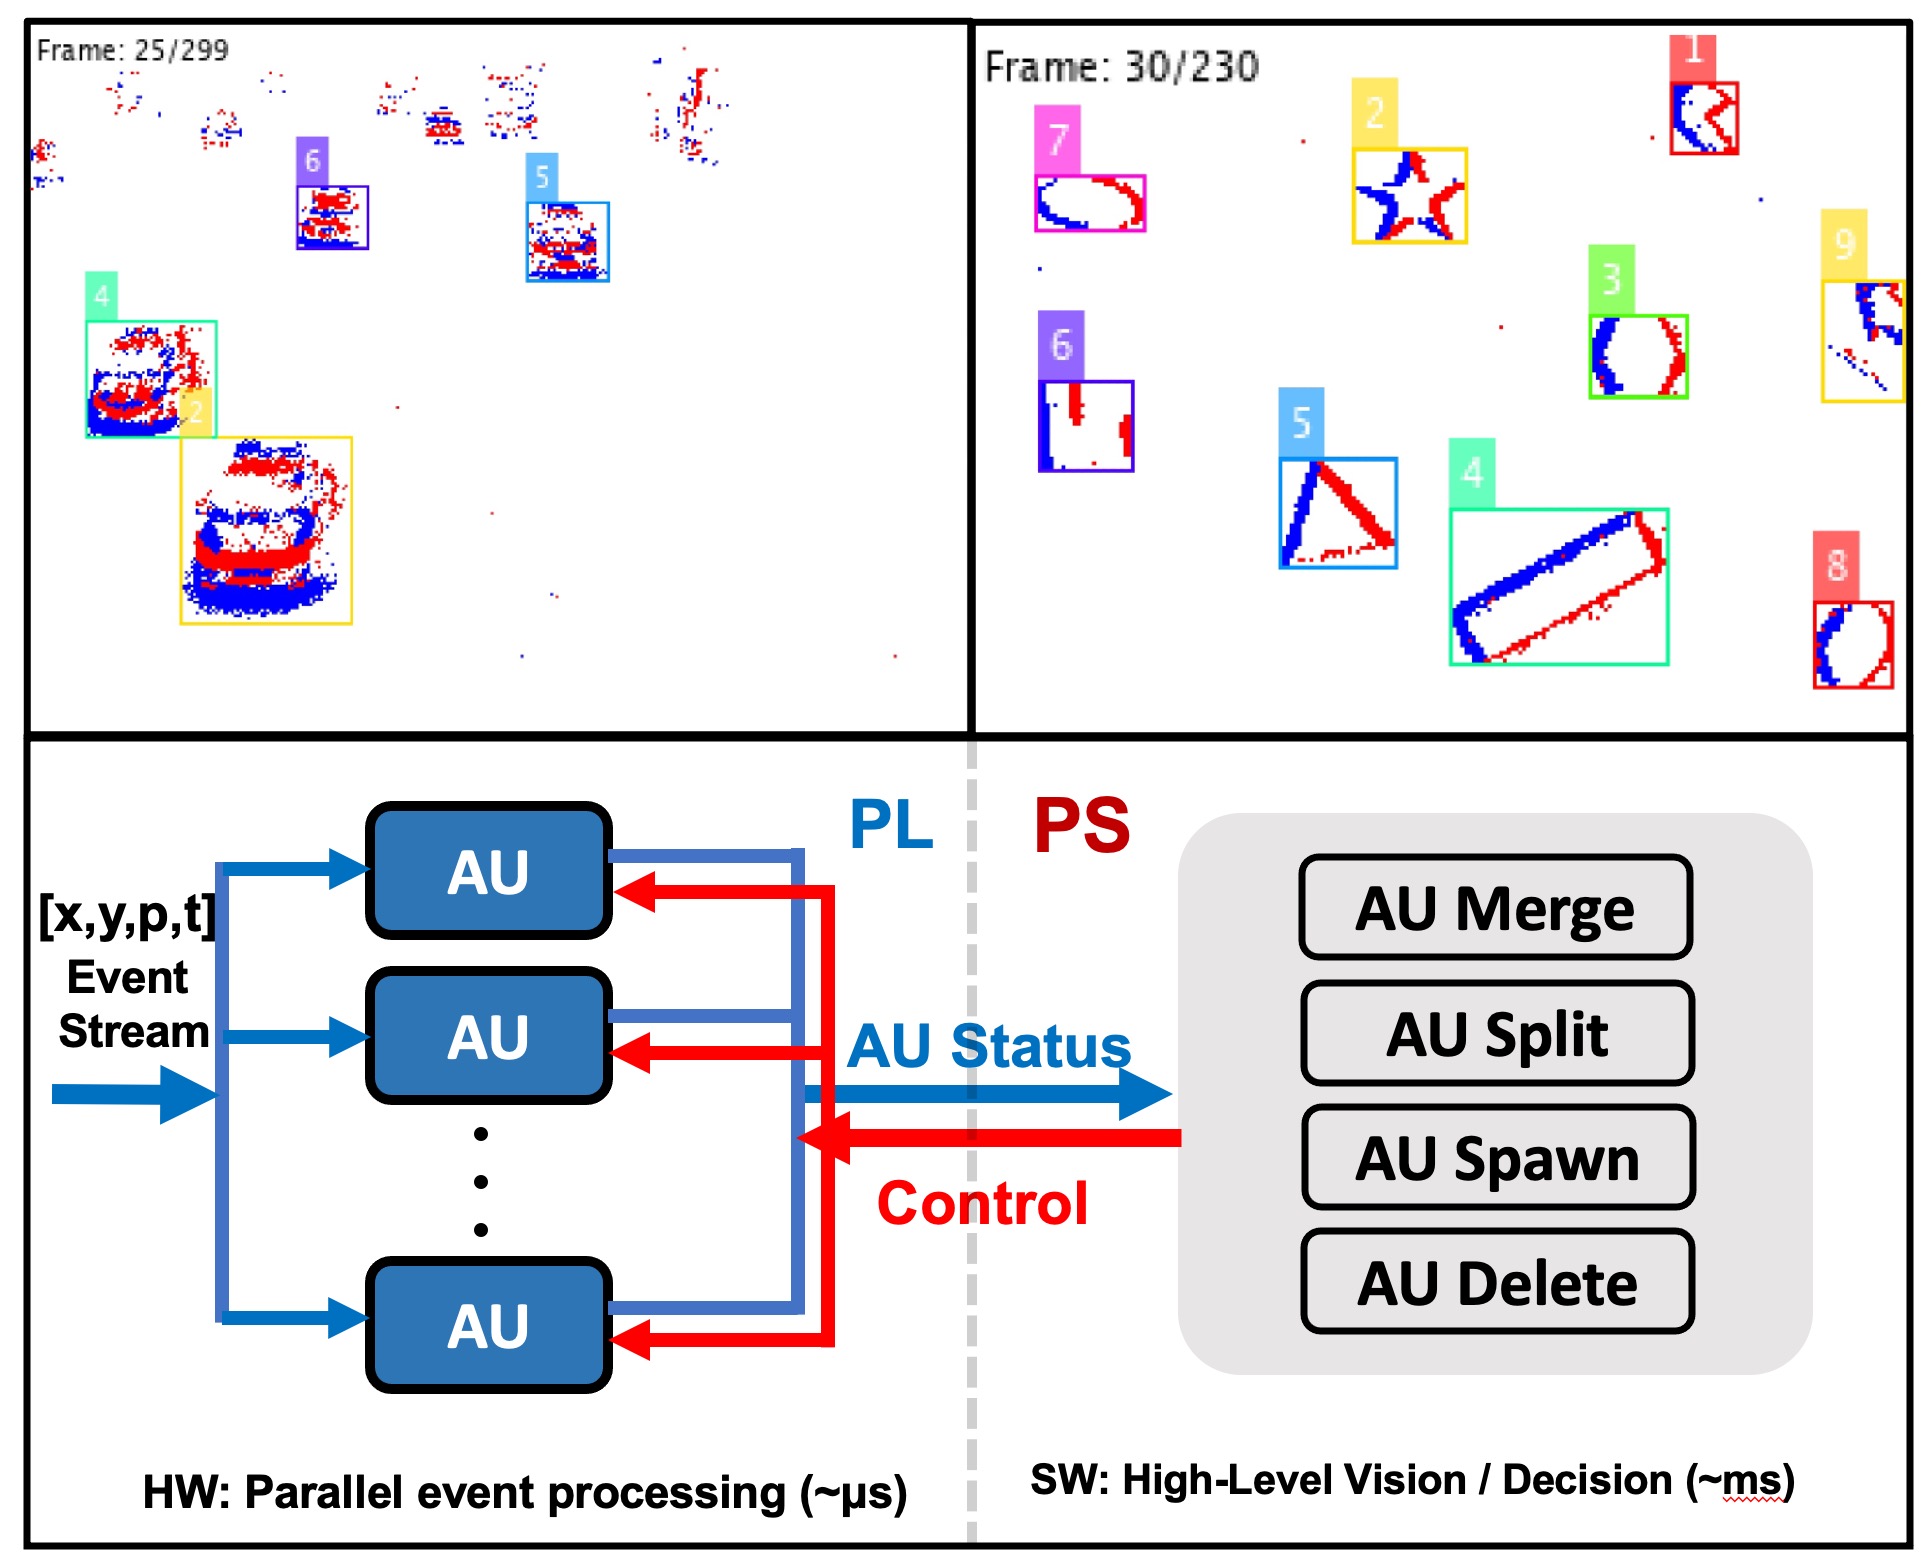 Frame: 25/299
6
5
4
2
Frame: 30/230
1
2
7
9
3
6
5
4
8
PL
PS
AU
AU
AU
[x,y,p,t]
Event
Stream
AU Status
Control
AU Merge
AU Split
AU Spawn
AU Delete
HW: Parallel event processing (~µs)
SW: High-Level Vision / Decision (~ms)